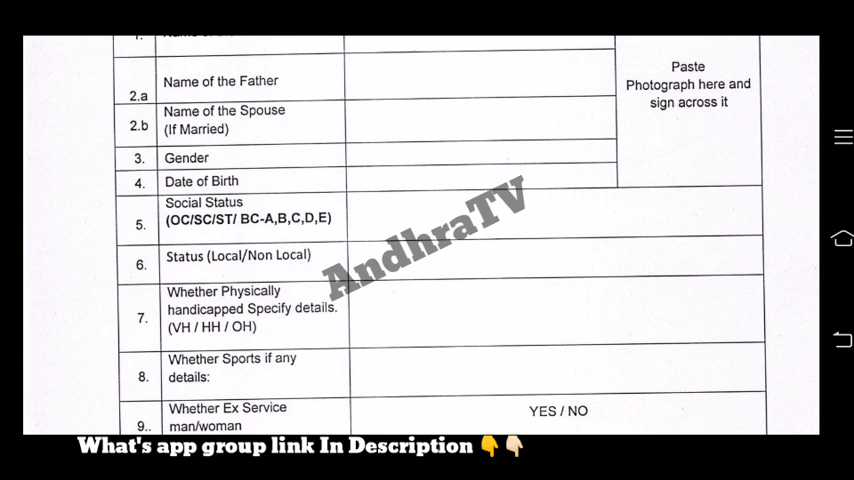 1.
2.a
Name of the Father
2.b
Name of the Spouse
(If Married)
3.
Gender
4.
Date of Birth
5.
Social Status
(OC/SC/ST/ BC-A,B,C,D,E)
6.
Status (Local/Non Local)
7.
Whether Physically
handicapped Specify details.
(VH / HH / OH)
8.
Whether Sports if any
details:
9..
Whether Ex Service
man/woman
YES / NO
Paste
Photograph here and
sign across it
AndhraTV
What's app group link In Description 👇👇🏻